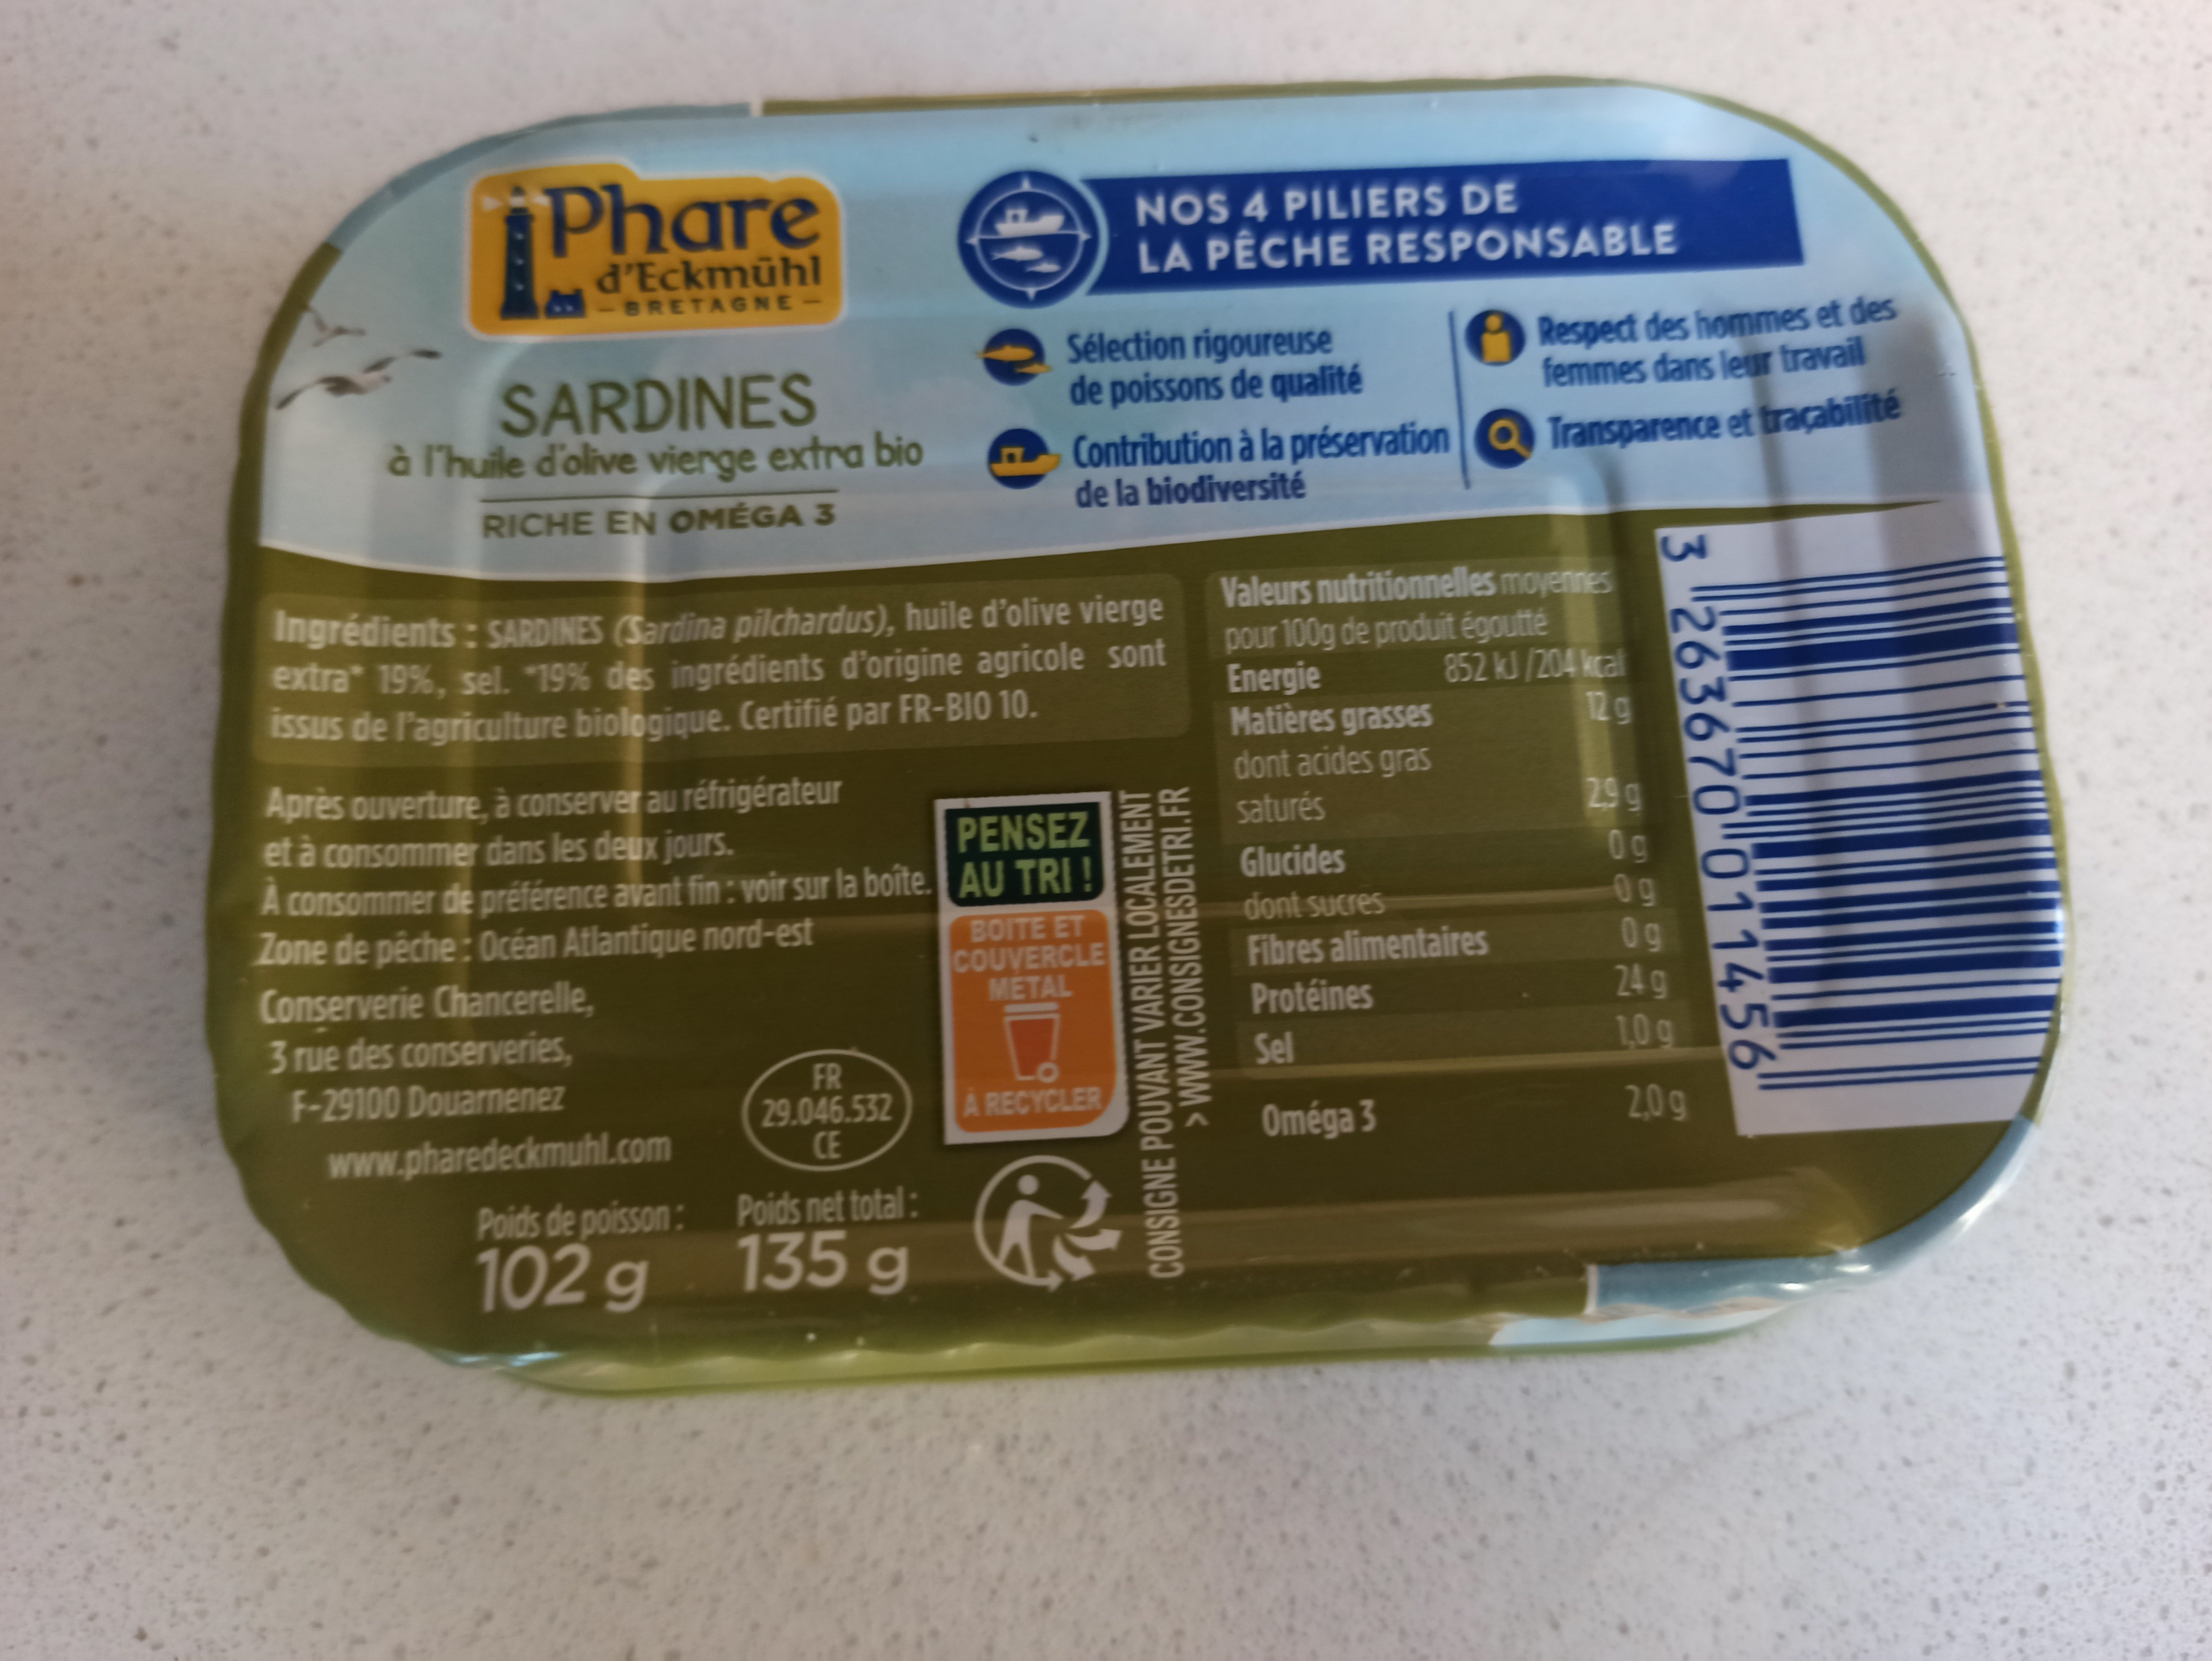 Phare
d'Eckmühl
BRETAGNE
SARDINES
à l'huile d'olive vierge extra bio
RICHE EN OMÉGA 3
NOS 4 PILIERS DE
LA PÊCHE RESPONSABLE
Sélection rigoureuse
de poissons de qualité
Contribution à la préservation
de la biodiversité
Respect des hommes et des
femmes dans leur travail
Transparence et traçabilité
Ingrédients : SARDINES (Sardina pilchardus), huile d'olive vierge
extra* 19%, sel. *19% des ingrédients d'origine agricole sont
issus de l'agriculture biologique. Certifié par FR-BIO 10.
Après ouverture, à conserver au réfrigérateur
et à consommer dans les deux jours.
À consommer de préférence avant fin : voir sur la boîte.
Zone de pêche : Océan Atlantique nord-est
Conserverie Chancerelle,
3 rue des conserveries,
F-29100 Douarnenez
www.pharedeckmuhl.com
FR
29.046.532
CE
Poids de poisson :
102 g
Poids net total :
135 g
PENSEZ
AU TRI !
BOITE ET
COUVERCLE
MÉTAL
À RECYCLER
CONSIGNE POUVANT VARIER LOCALEMENT
> WWW.CONSIGNESDETRI.FR
Valeurs nutritionnelles moyennes
pour 100g de produit égoutté
Energie 852 kJ /204 kcal
Matières grasses 12 g
dont acides gras
saturés 2,9 g
Glucides 0 g
dont sucres 0 g
Fibres alimentaires 0 g
Protéines 24 g
Sel 1,0 g
Oméga 3 2,0 g
3 263670 011456